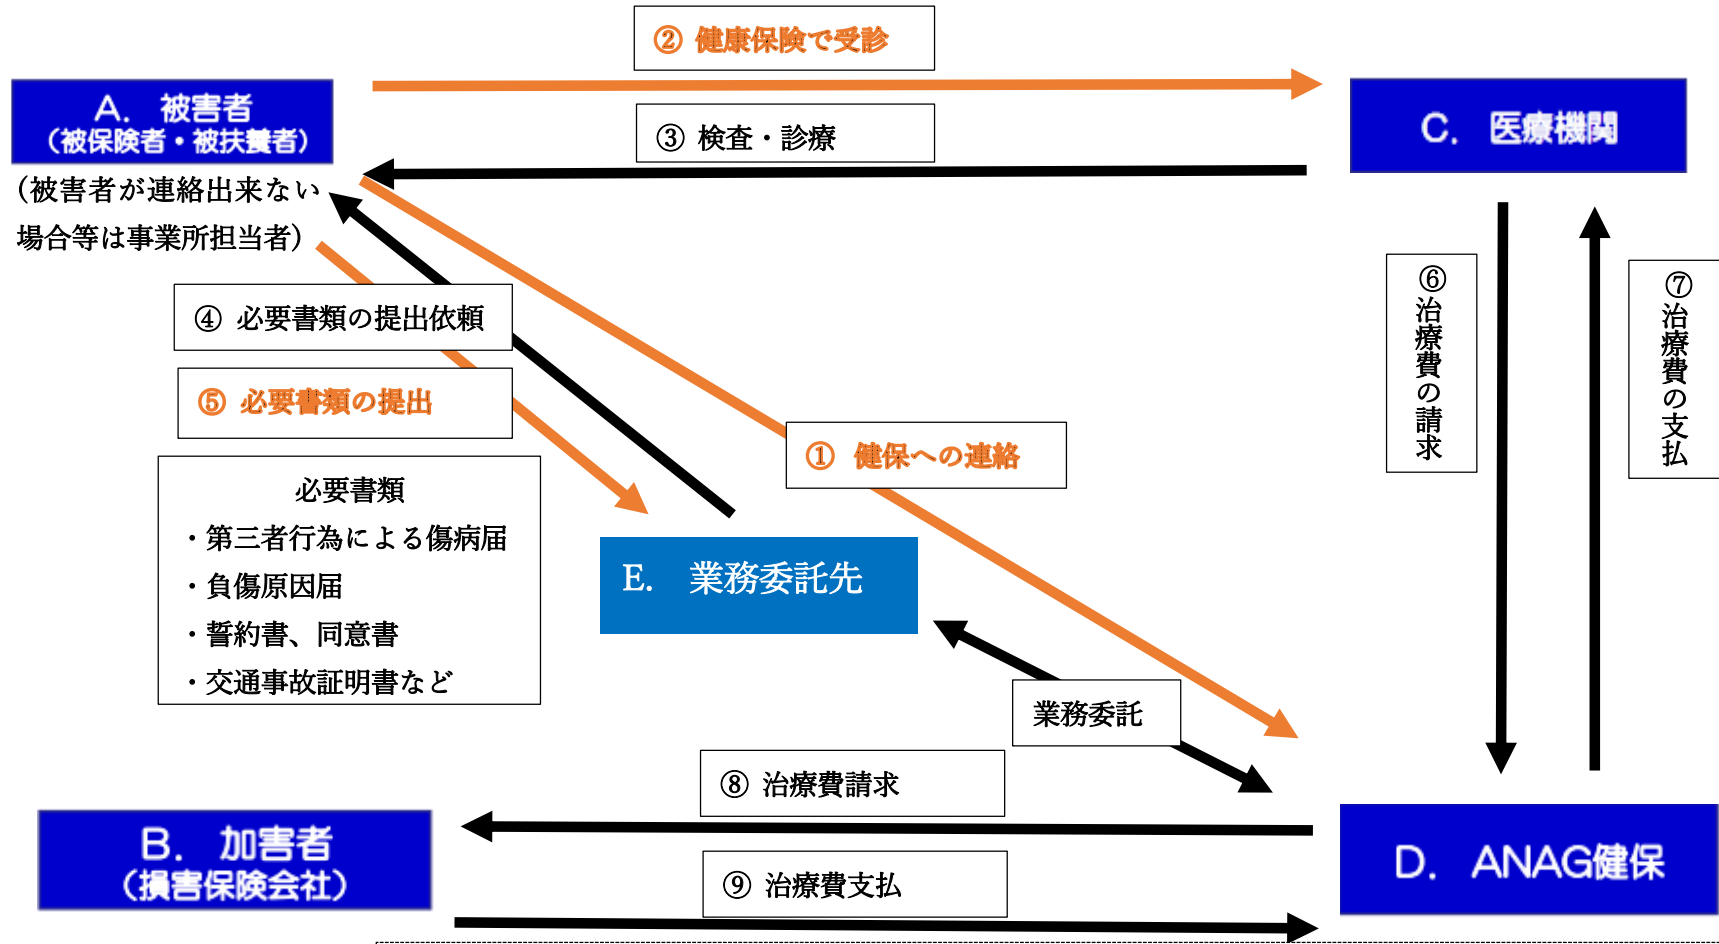 ② 健康保険で受診
A. 被害者
(被保険者・被扶養者)
③ 検査・診療
C. 医療機関
(被害者が連絡出来ない
場合等は事業所担当者)
④ 必要書類の提出依頼
⑤ 必要書類の提出
① 健保への連絡
⑥治療費の請求
⑦治療費の支払
必要書類
・第三者行為による傷病届
・負傷原因届
・誓約書、同意書
・交通事故証明書など
E. 業務委託先
業務委託
⑧ 治療費請求
B. 加害者
(損害保険会社)
D. ANAG健保
⑨ 治療費支払